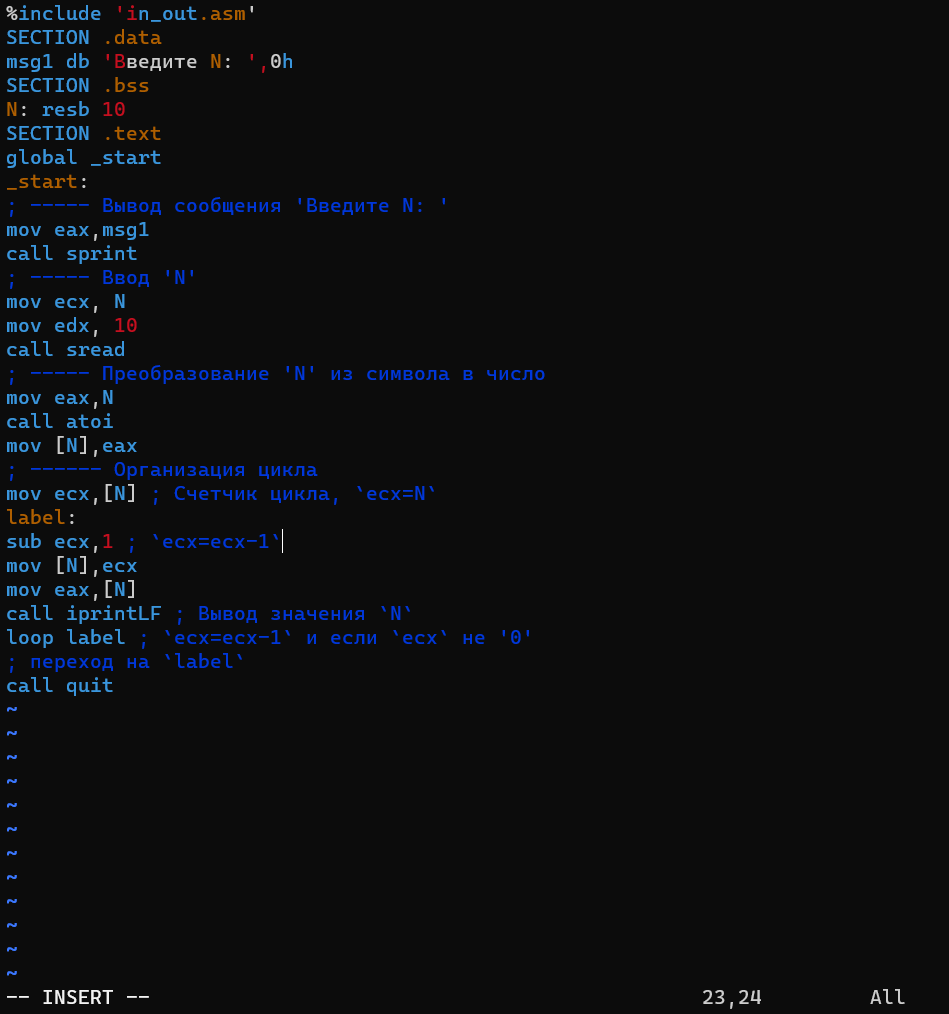 %include 'in_out.asm'
SECTION .data
msg1 db 'Введите N: ',0h
SECTION .bss
N: resb 10
SECTION .text
global _start
_start:
; ----- Вывод сообщения 'Введите N: '
mov eax,msg1
call sprint
; ----- Ввод 'N'
mov ecx, N
mov edx, 10
call sread
; ----- Преобразование 'N' из символа в число
mov eax,N
call atoi
mov [N],eax
; ------ Организация цикла
mov ecx,[N] ; Счетчик цикла, `ecx=N`
label:
sub ecx,1 ; `ecx=ecx-1`
mov [N],ecx
mov eax,[N]
call iprintLF ; Вывод значения `N`
loop label ; `ecx=ecx-1` и если `ecx` не '0'
; переход на `label`
call quit
~
~
~
~
~
~
~
~
~
~
~
~
-- INSERT -- 23,24 All